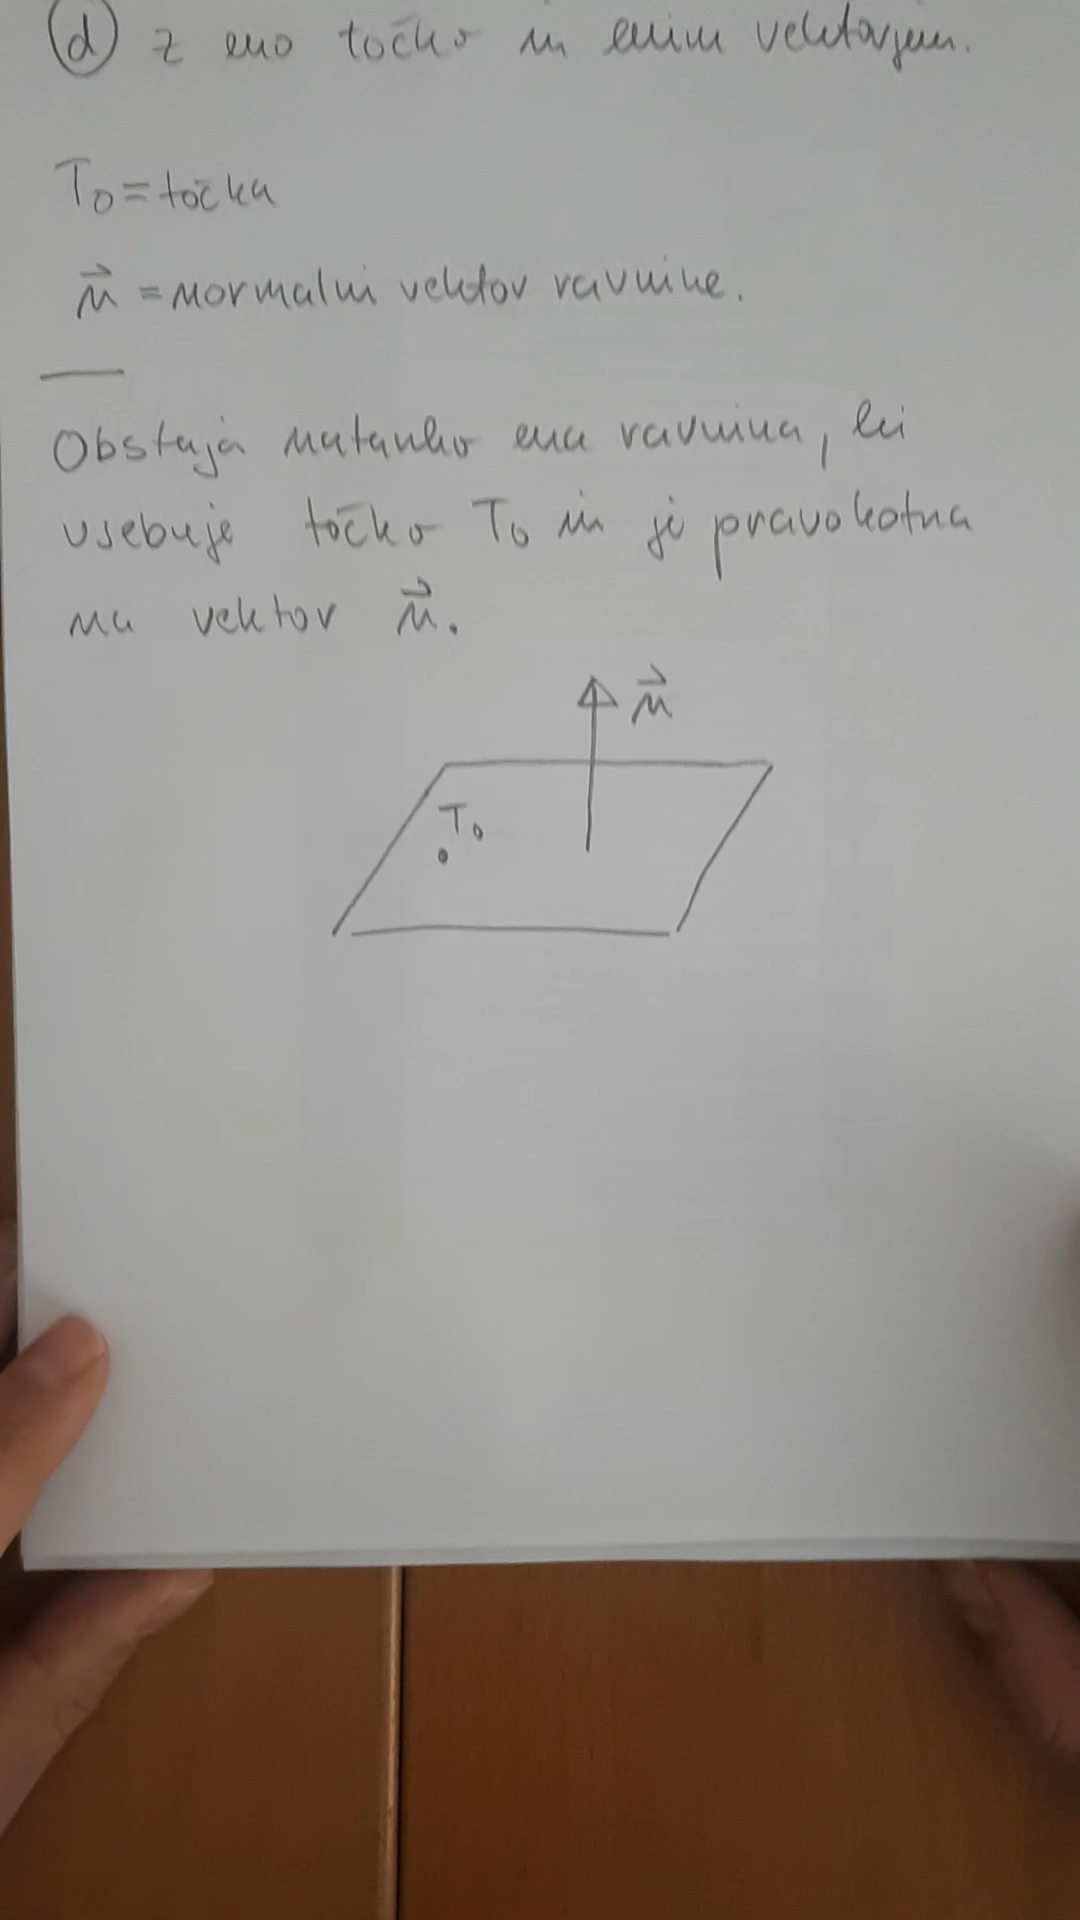 (d) z eno točko in enim vektorjem.
T₀ = točka
n⃗ = normalni vektor ravnine.
Obstaja natanko ena ravnina, ki
vsebuje točko T₀ in je pravokotna
na vektor n⃗.
n⃗
T₀